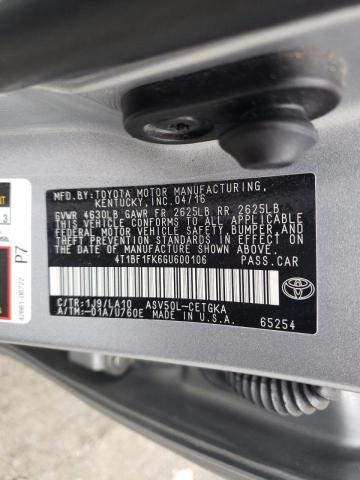 MFD.BY:TOYOTA MOTOR MANUFACTURING,
KENTUCKY, INC.04/16
GVWR 4630LB GAWR FR 2625LB RR 2625LB
THIS VEHICLE CONFORMS TO ALL APPLICABLE
FEDERAL MOTOR VEHICLE SAFETY,BUMPER,AND
THEFT PREVENTION STANDARDS IN EFFECT ON
THE DATE OF MANUFACTURE SHOWN ABOVE.
4T1BF1FK6GU600106 PASS.CAR
C/TR:1J9/LA10 ASV50L-CETGKA
A/TM:-01A/U760E MADE IN U.S.A.
65254
TOYOTA
P7
3